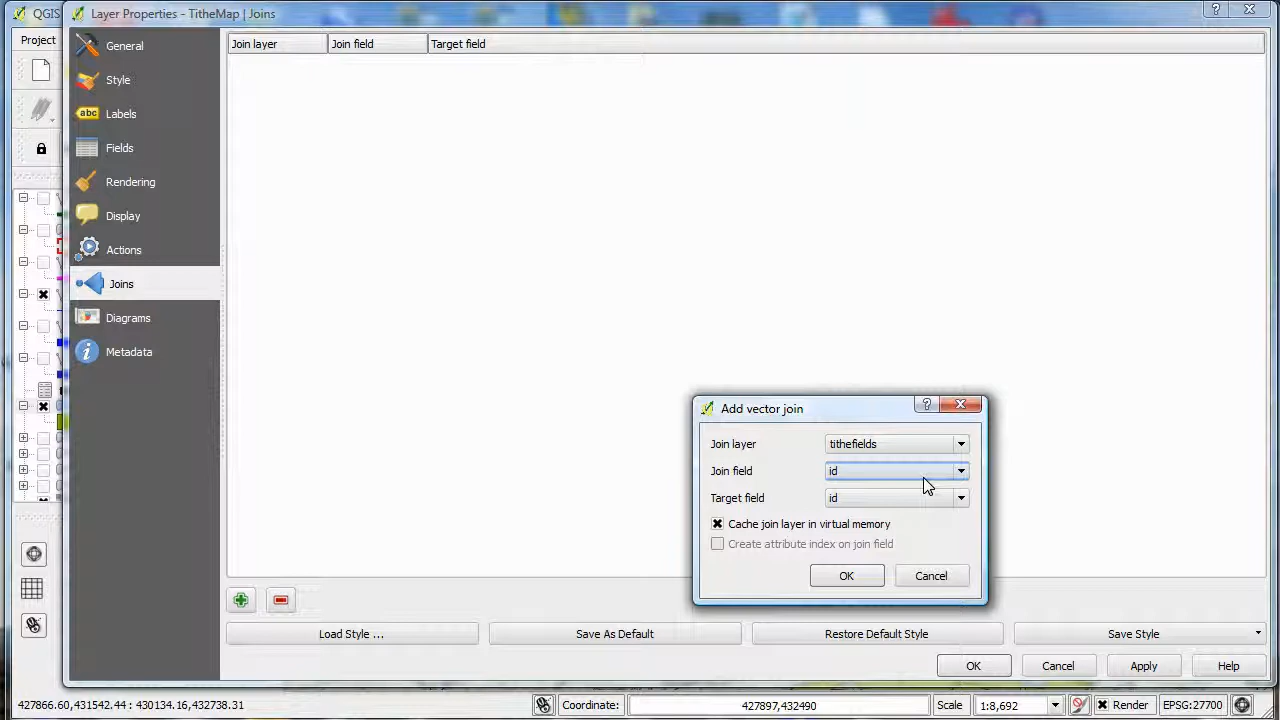 QGIS
Layer Properties - TitheMap | Joins
Project
General
Style
abc Labels
Fields
Rendering
Display
Actions
Joins
Diagrams
Metadata
Join layer Join field Target field
Add vector join
Join layer tithefields
Join field id
Target field id
Cache join layer in virtual memory
Create attribute index on join field
OK Cancel
Load Style ... Save As Default Restore Default Style Save Style
OK Cancel Apply Help
427866.60,431542.44 : 430134.16,432738.31 Coordinate: 427897,432490 Scale 1:8,692 Render EPSG:27700